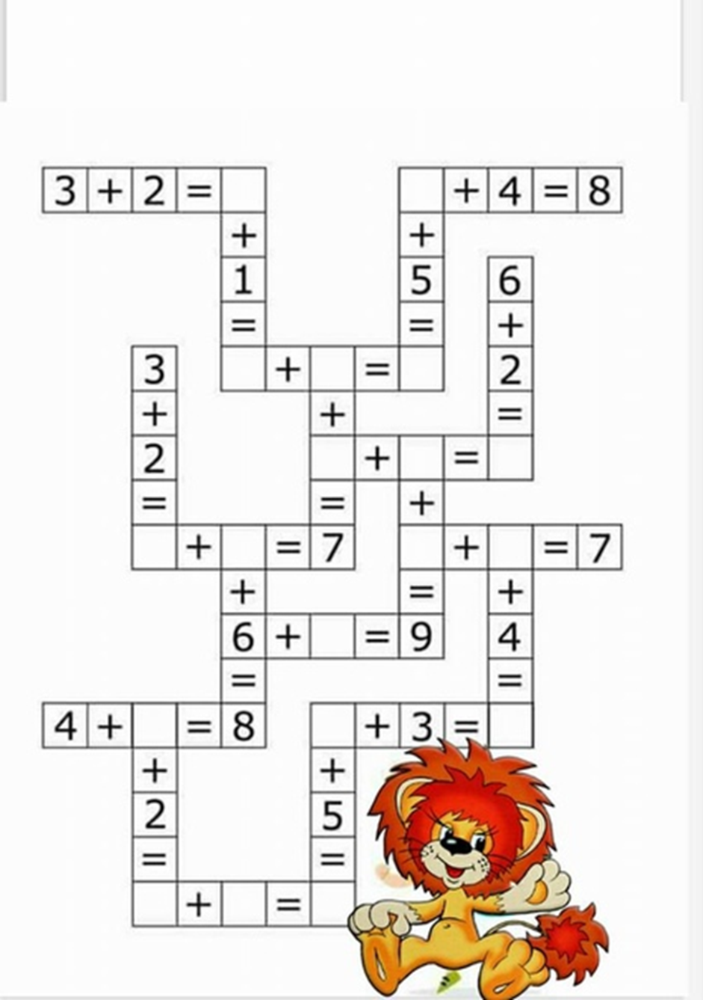 3 + 2 = + 4 = 8
+ +
1 5 6
= = +
3 + = 2
+ + =
2 + =
= = +
+ = 7 + = 7
+ = +
6 + = 9 4
= =
4 + = 8 + 3 =
+ +
2 5
= =
+ =